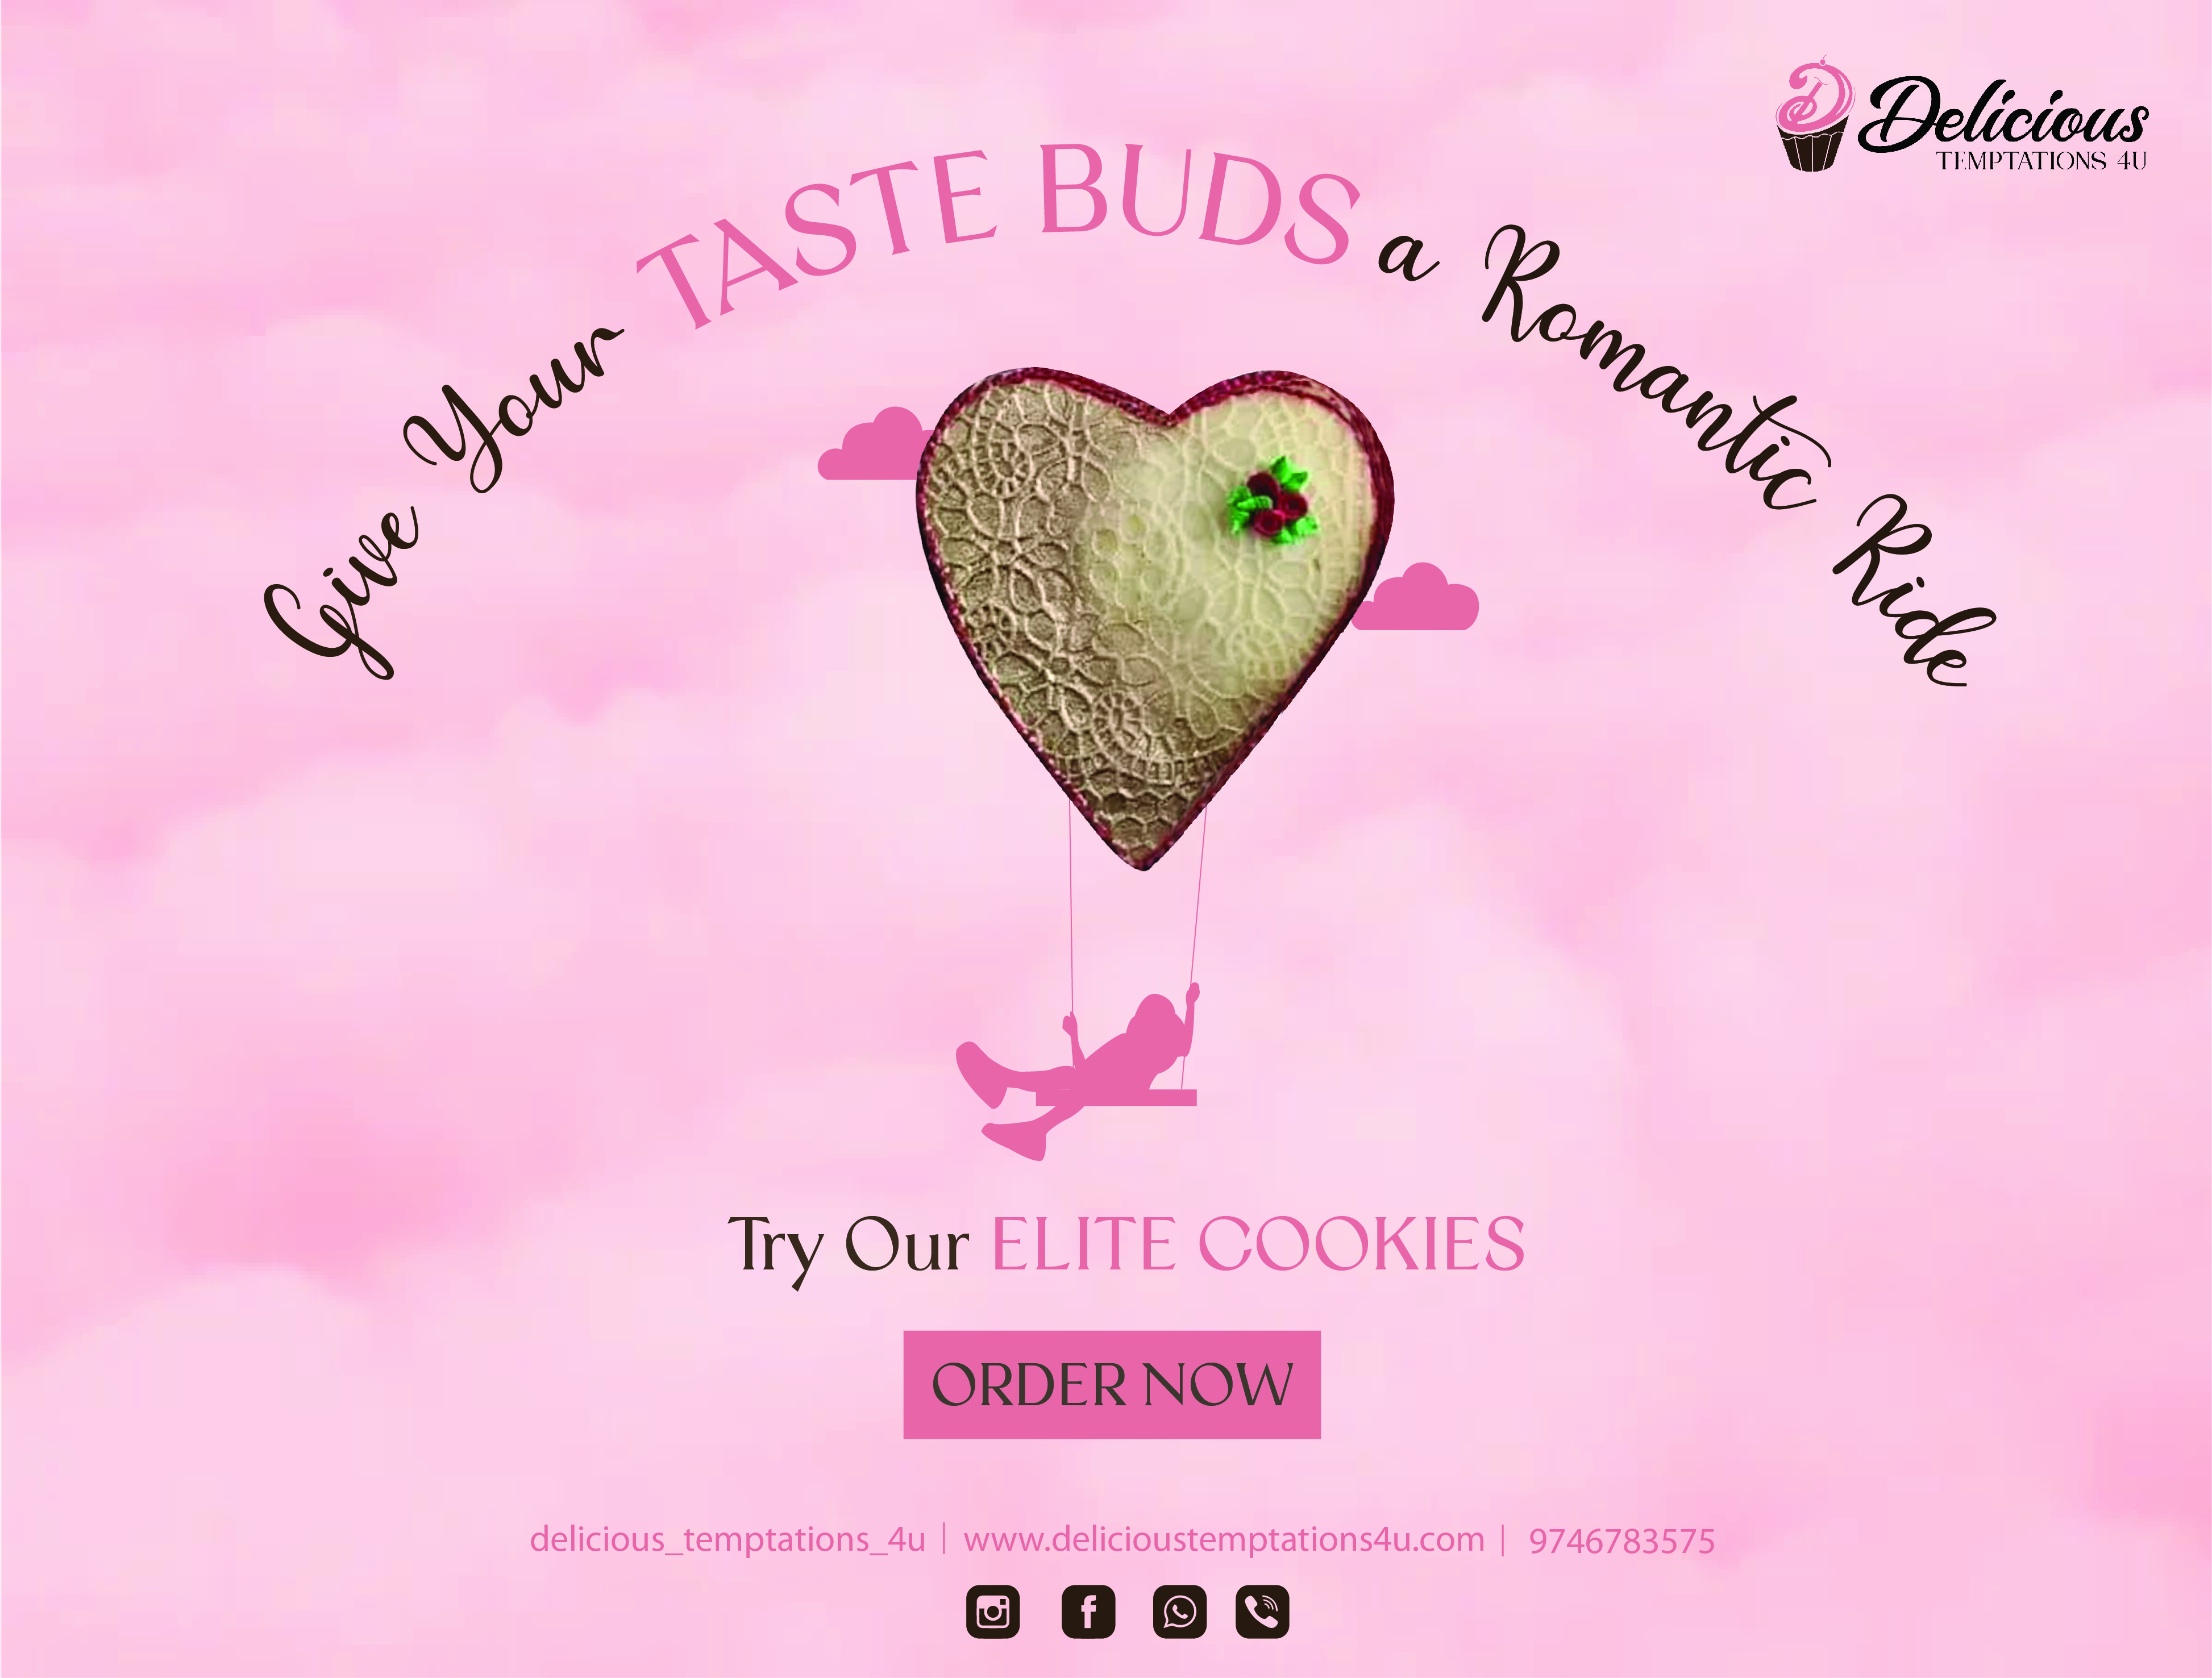 Delicious
TEMPTATIONS 4U
Give Your TASTE BUDS a Romantic Ride
Try Our ELITE COOKIES
ORDER NOW
delicious_temptations_4u | www.delicioustemptations4u.com | 9746783575